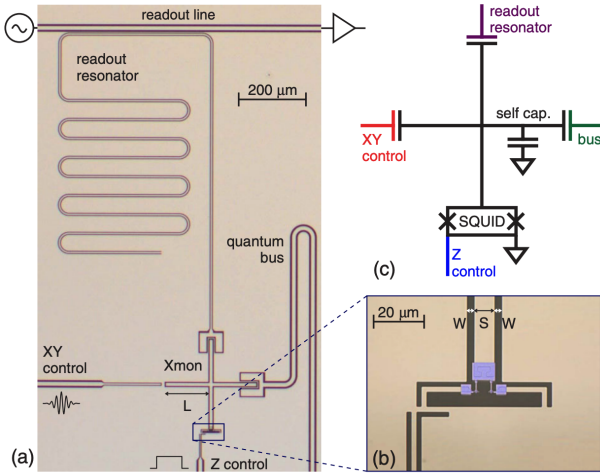 readout line
readout
resonator
200 µm
quantum
bus
XY
control
Xmon
L
(a)
Z control
readout
resonator
self cap.
XY
control
bus
SQUID
Z
control
(c)
20 µm
W
S
W
(b)